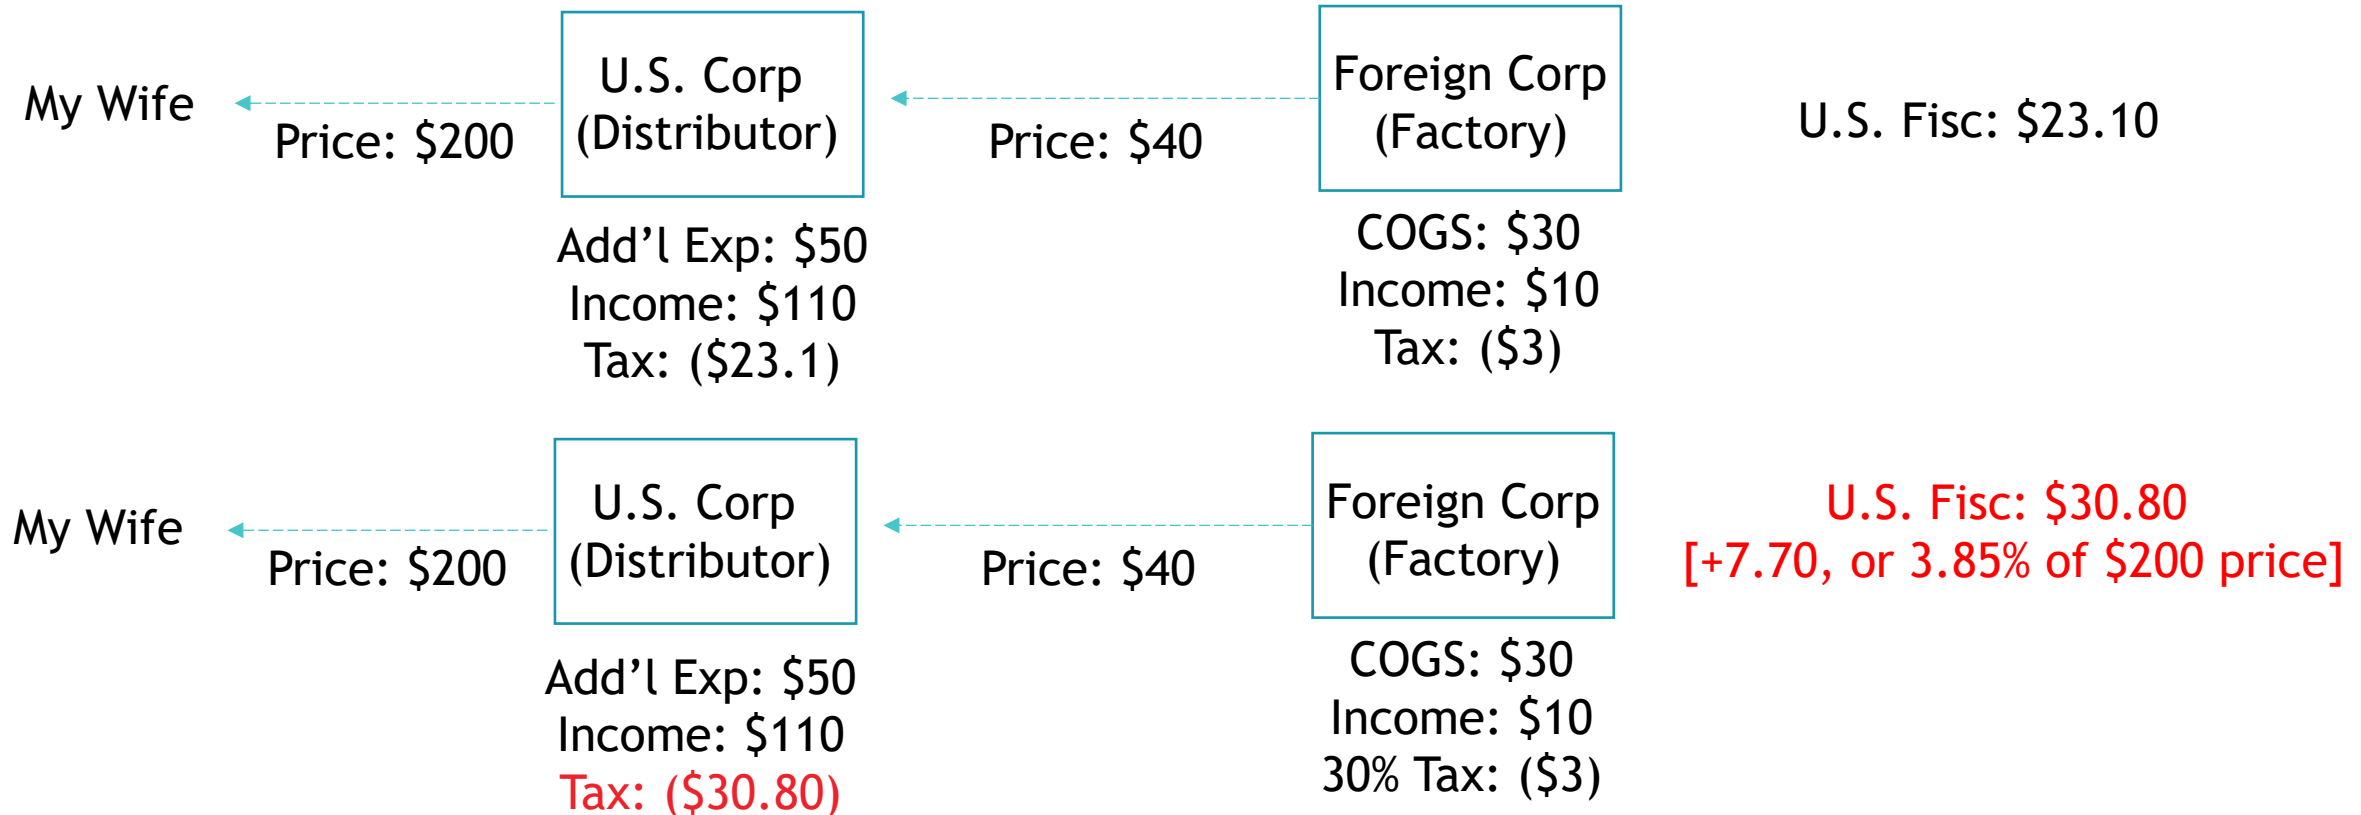 My Wife
Price: $200
U.S. Corp
(Distributor)
Add’l Exp: $50
Income: $110
Tax: ($23.1)
Price: $40
Foreign Corp
(Factory)
COGS: $30
Income: $10
Tax: ($3)
U.S. Fisc: $23.10
My Wife
Price: $200
U.S. Corp
(Distributor)
Add’l Exp: $50
Income: $110
Tax: ($30.80)
Price: $40
Foreign Corp
(Factory)
COGS: $30
Income: $10
30% Tax: ($3)
U.S. Fisc: $30.80
[+7.70, or 3.85% of $200 price]